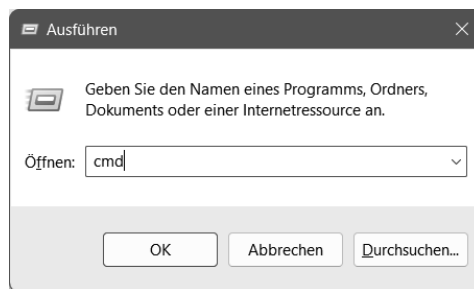 Ausführen
Geben Sie den Namen eines Programms, Ordners,
Dokuments oder einer Internetressource an.
Öffnen: cmd
OK Abbrechen Durchsuchen...